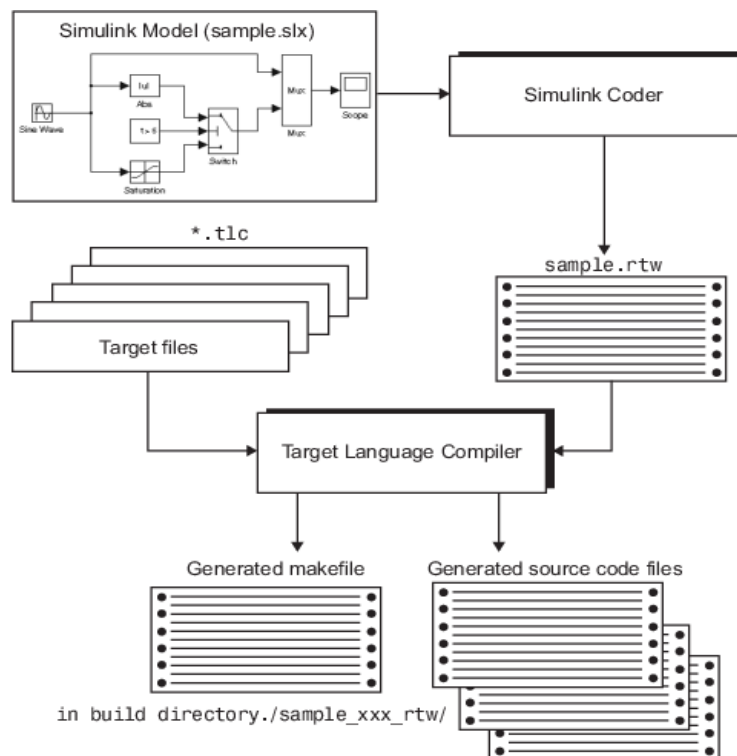 Simulink Model (sample.slx)
|u|
Abs
Sine Wave
t > 6
Switch
Saturation
Mux
Mux
Scope
Simulink Coder
*.tlc
Target files
sample.rtw
Target Language Compiler
Generated makefile
Generated source code files
in build directory./sample_xxx_rtw/